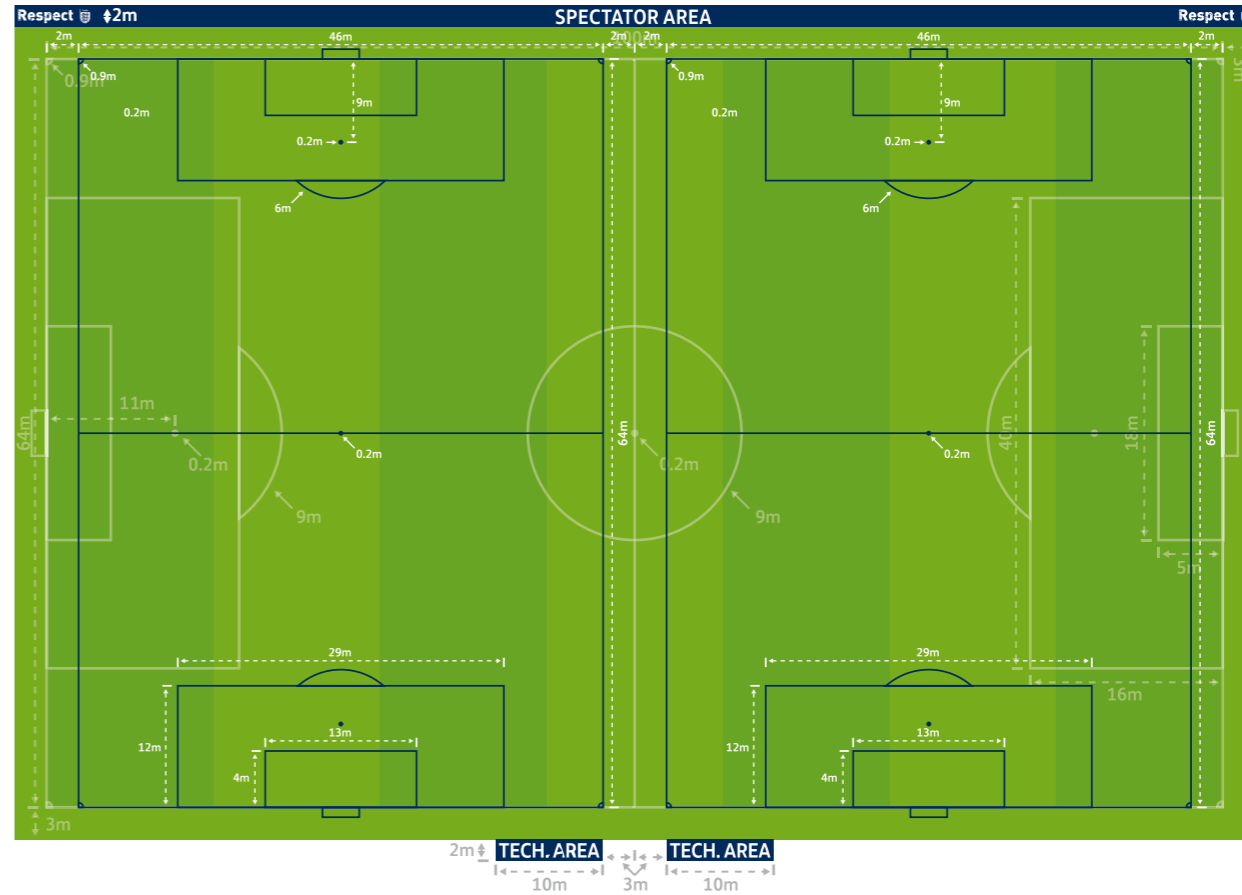 Respect 2m SPECTATOR AREA Respect
2m 46m 2m 2m 46m 2m
100m
0.9m 0.9m 0.9m 5m
0.2m 9m 0.2m 9m
0.2m 0.2m
6m 6m
11m
64m 64m 40m 18m 64m
0.2m 0.2m 0.2m 0.2m
9m 9m
5m
29m 29m
16m
13m 13m
12m 12m
4m 4m
3m
2m TECH. AREA TECH. AREA
10m 3m 10m